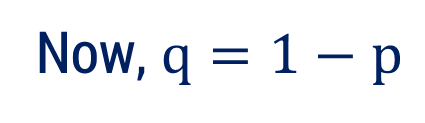 Now, q = 1 − p